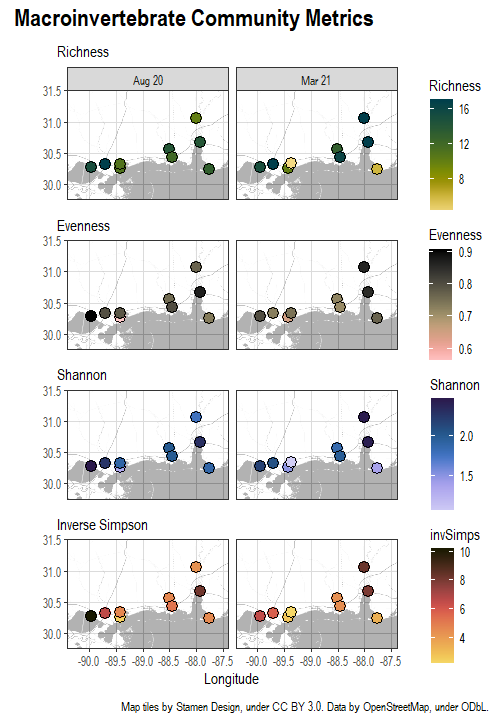 Macroinvertebrate Community Metrics
Richness
Aug 20
Mar 21
31.5
31.0
30.5
30.0
Richness
16
12
8
Evenness
31.5
31.0
30.5
30.0
Evenness
0.9
0.8
0.7
0.6
Shannon
31.5
31.0
30.5
30.0
Shannon
2.0
1.5
Inverse Simpson
31.5
31.0
30.5
30.0
invSimps
10
8
6
4
-90.0 -89.5 -89.0 -88.5 -88.0 -87.5 -90.0 -89.5 -89.0 -88.5 -88.0 -87.5
Longitude
Map tiles by Stamen Design, under CC BY 3.0. Data by OpenStreetMap, under ODbL.